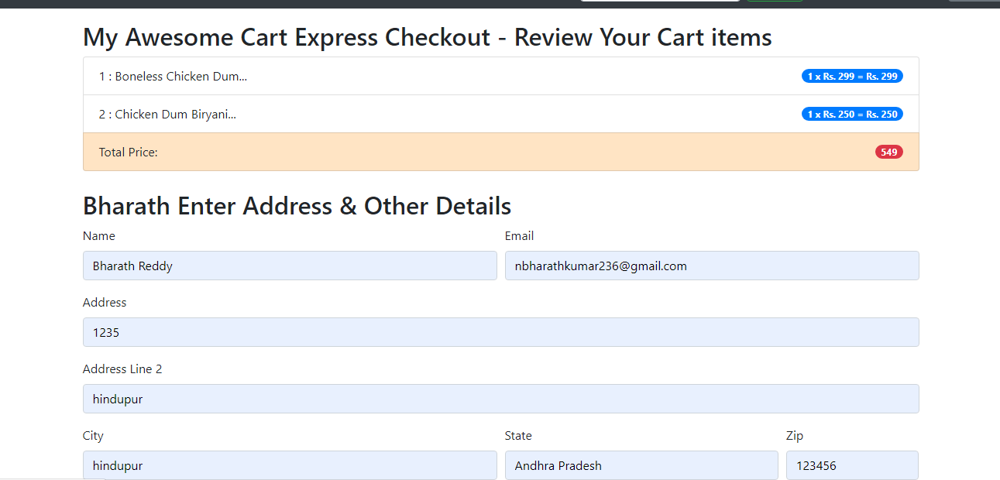 My Awesome Cart Express Checkout - Review Your Cart items
1 : Boneless Chicken Dum... 1 x Rs. 299 = Rs. 299
2 : Chicken Dum Biryani... 1 x Rs. 250 = Rs. 250
Total Price: 549
Bharath Enter Address & Other Details
Name Email
Bharath Reddy nbharathkumar236@gmail.com
Address
1235
Address Line 2
hindupur
City State Zip
hindupur Andhra Pradesh 123456